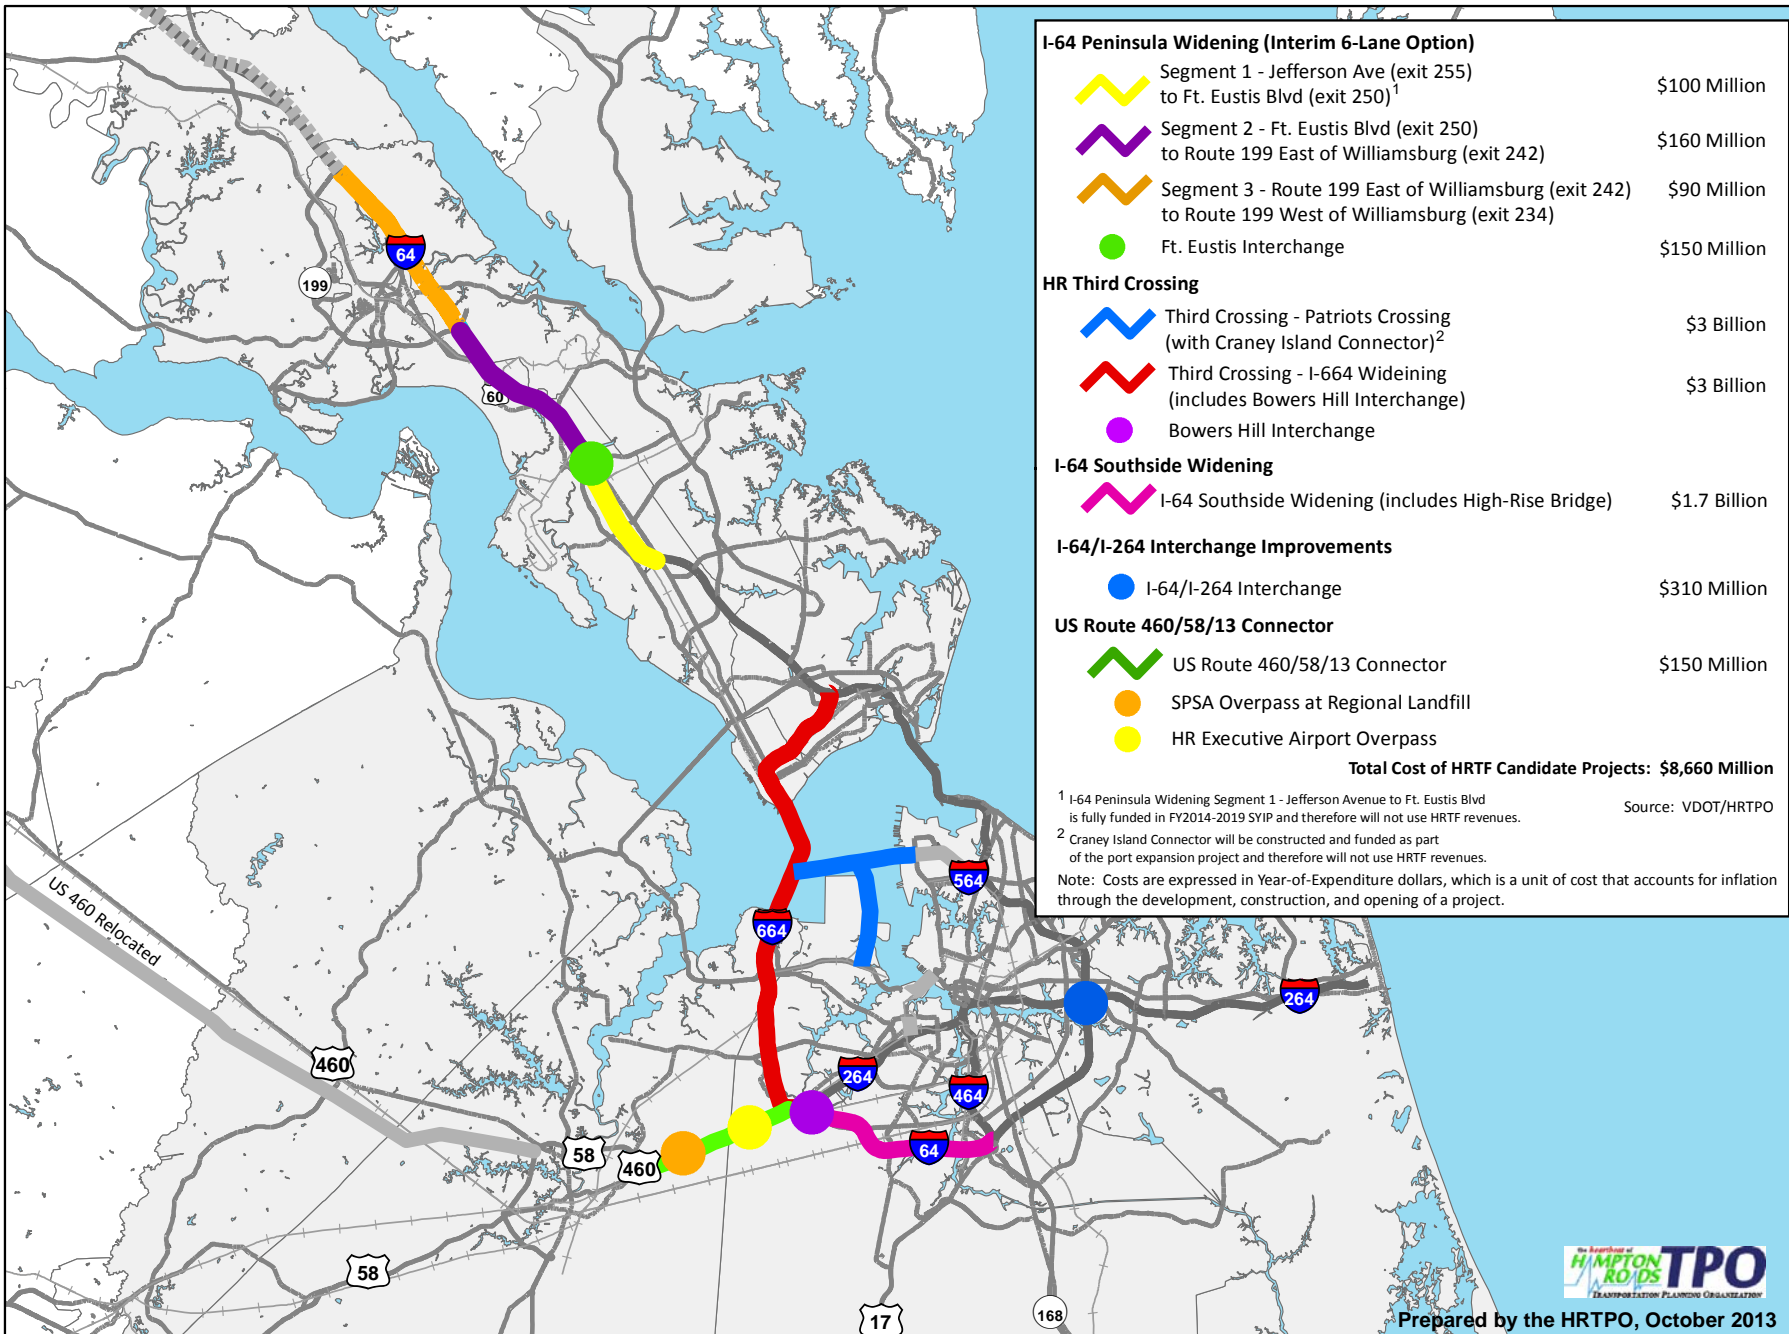 I-64 Peninsula Widening (Interim 6-Lane Option)
Segment 1 - Jefferson Ave (exit 255)
to Ft. Eustis Blvd (exit 250)1
$100 Million
Segment 2 - Ft. Eustis Blvd (exit 250)
to Route 199 East of Williamsburg (exit 242)
$160 Million
Segment 3 - Route 199 East of Williamsburg (exit 242)
to Route 199 West of Williamsburg (exit 234)
$90 Million
Ft. Eustis Interchange
$150 Million
HR Third Crossing
Third Crossing - Patriots Crossing
(with Craney Island Connector)2
$3 Billion
Third Crossing - I-664 Wideining
(includes Bowers Hill Interchange)
$3 Billion
Bowers Hill Interchange
I-64 Southside Widening
I-64 Southside Widening (includes High-Rise Bridge)
$1.7 Billion
I-64/I-264 Interchange Improvements
I-64/I-264 Interchange
$310 Million
US Route 460/58/13 Connector
US Route 460/58/13 Connector
$150 Million
SPSA Overpass at Regional Landfill
HR Executive Airport Overpass
Total Cost of HRTF Candidate Projects: $8,660 Million
1 I-64 Peninsula Widening Segment 1 - Jefferson Avenue to Ft. Eustis Blvd
is fully funded in FY2014-2019 SYIP and therefore will not use HRTF revenues.
Source: VDOT/HRTPO
2 Craney Island Connector will be constructed and funded as part
of the port expansion project and therefore will not use HRTF revenues.
Note: Costs are expressed in Year-of-Expenditure dollars, which is a unit of cost that accounts for inflation
through the development, construction, and opening of a project.
64
199
60
564
664
US 460 Relocated
264
460
264
464
58
460
64
58
17
168
the heartbeat of
HAMPTON
ROADS
TPO
TRANSPORTATION PLANNING ORGANIZATION
Prepared by the HRTPO, October 2013